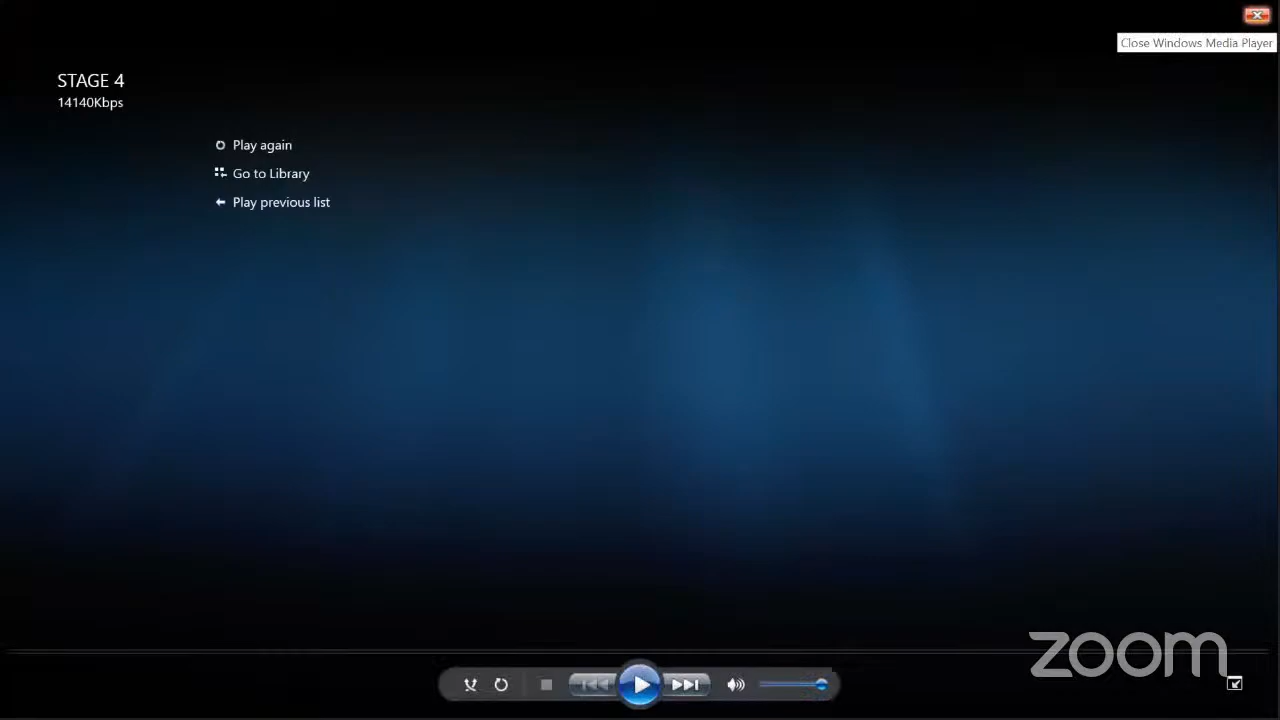 Close Windows Media Player
STAGE 4
14140Kbps
Play again
Go to Library
Play previous list
zoom